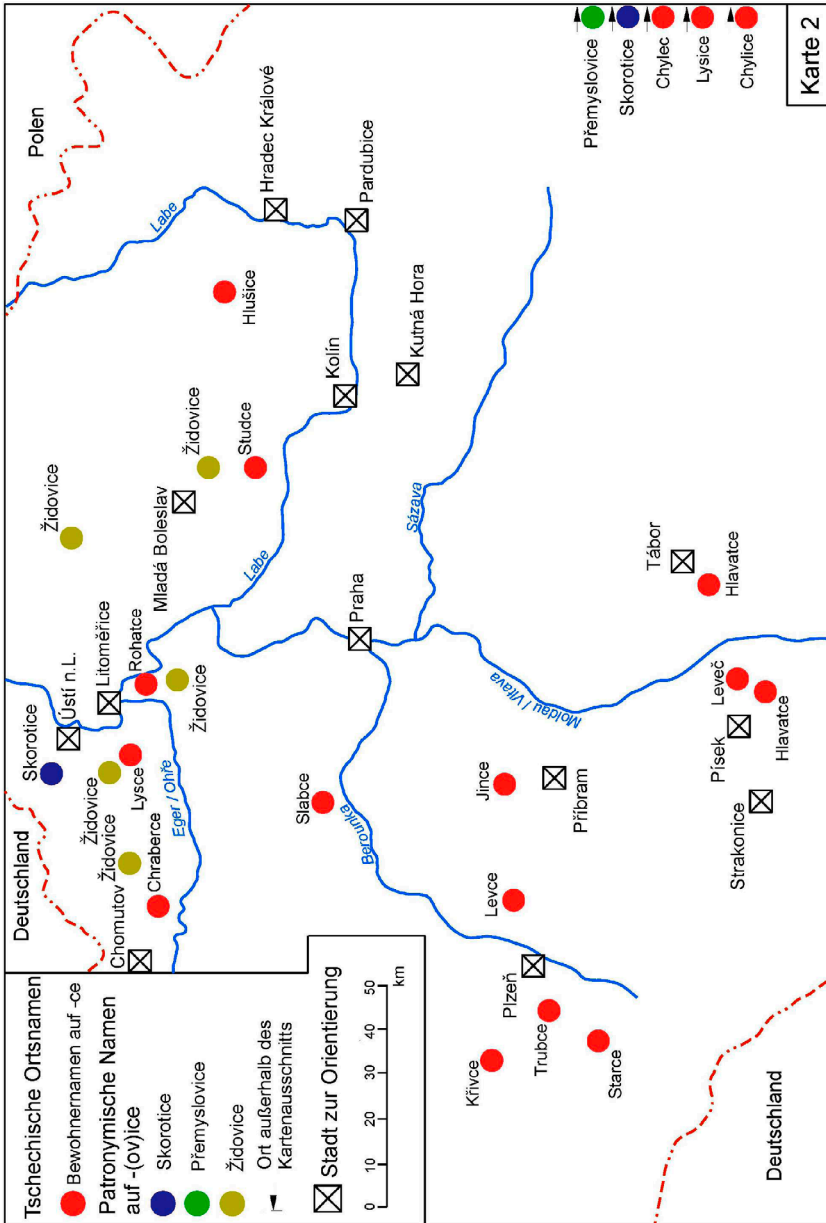 Tschechische Ortsnamen
Bewohnernamen auf -ce
Patronymische Namen
auf -(ov)ice
Skorotice
Přemyslovice
Židovice
Ort außerhalb des
Kartenausschnitts
Stadt zur Orientierung
0 10 20 30 40 50
km
Deutschland
Polen
Skorotice
Ústí n.L.
Židovice
Litoměřice
Židovice
Židovice
Lysce
Rohatce
Chomutov
Chraberce
Židovice
Eger / Ohře
Mladá Boleslav
Židovice
Studce
Labe
Labe
Hlušice
Hradec Králové
Pardubice
Kolín
Kutná Hora
Slabce
Praha
Berounka
Sázava
Křivce
Plzeň
Levce
Jince
Trubce
Příbram
Starce
Moldau / Vltava
Tábor
Hlavatce
Písek
Leveč
Strakonice
Hlavatce
Deutschland
Přemyslovice
Skorotice
Chylec
Lysice
Chylice
Karte 2